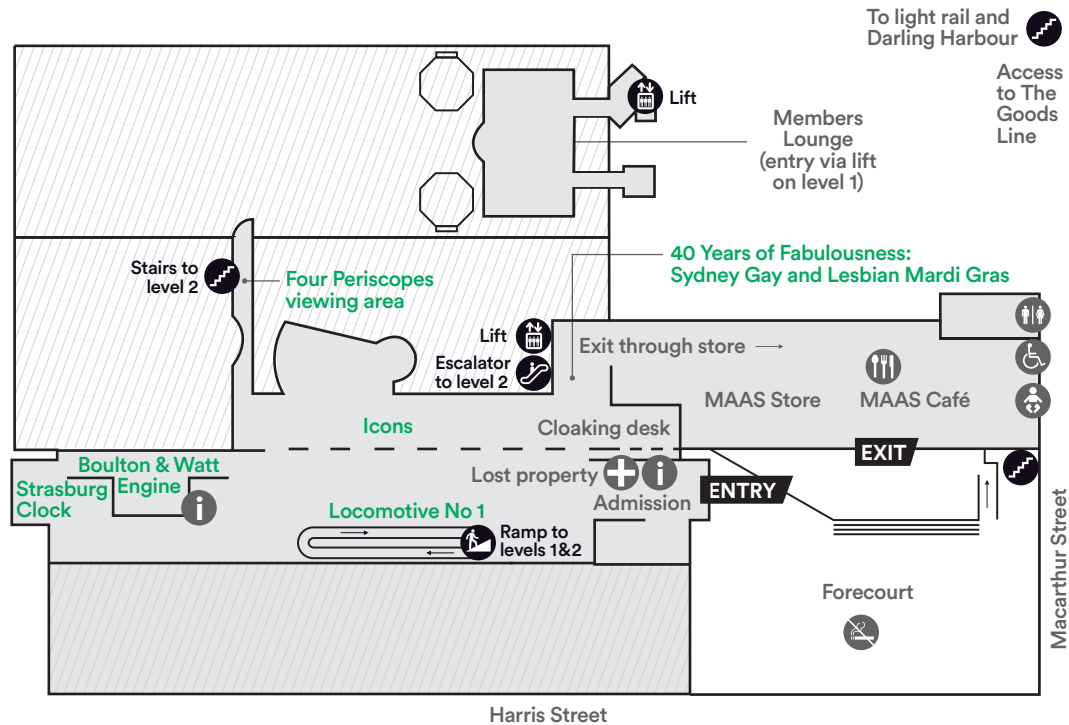 To light rail and
Darling Harbour
Access
to The
Goods
Line
Lift
Members
Lounge
(entry via lift
on level 1)
40 Years of Fabulousness:
Sydney Gay and Lesbian Mardi Gras
Stairs to
level 2
Four Periscopes
viewing area
Lift
Escalator
to level 2
Exit through store
MAAS Store
MAAS Café
Icons
Cloaking desk
EXIT
Boulton & Watt
Engine
Strasburg
Clock
Lost property
Admission
ENTRY
Locomotive No 1
Ramp to
levels 1&2
Forecourt
Macarthur Street
Harris Street